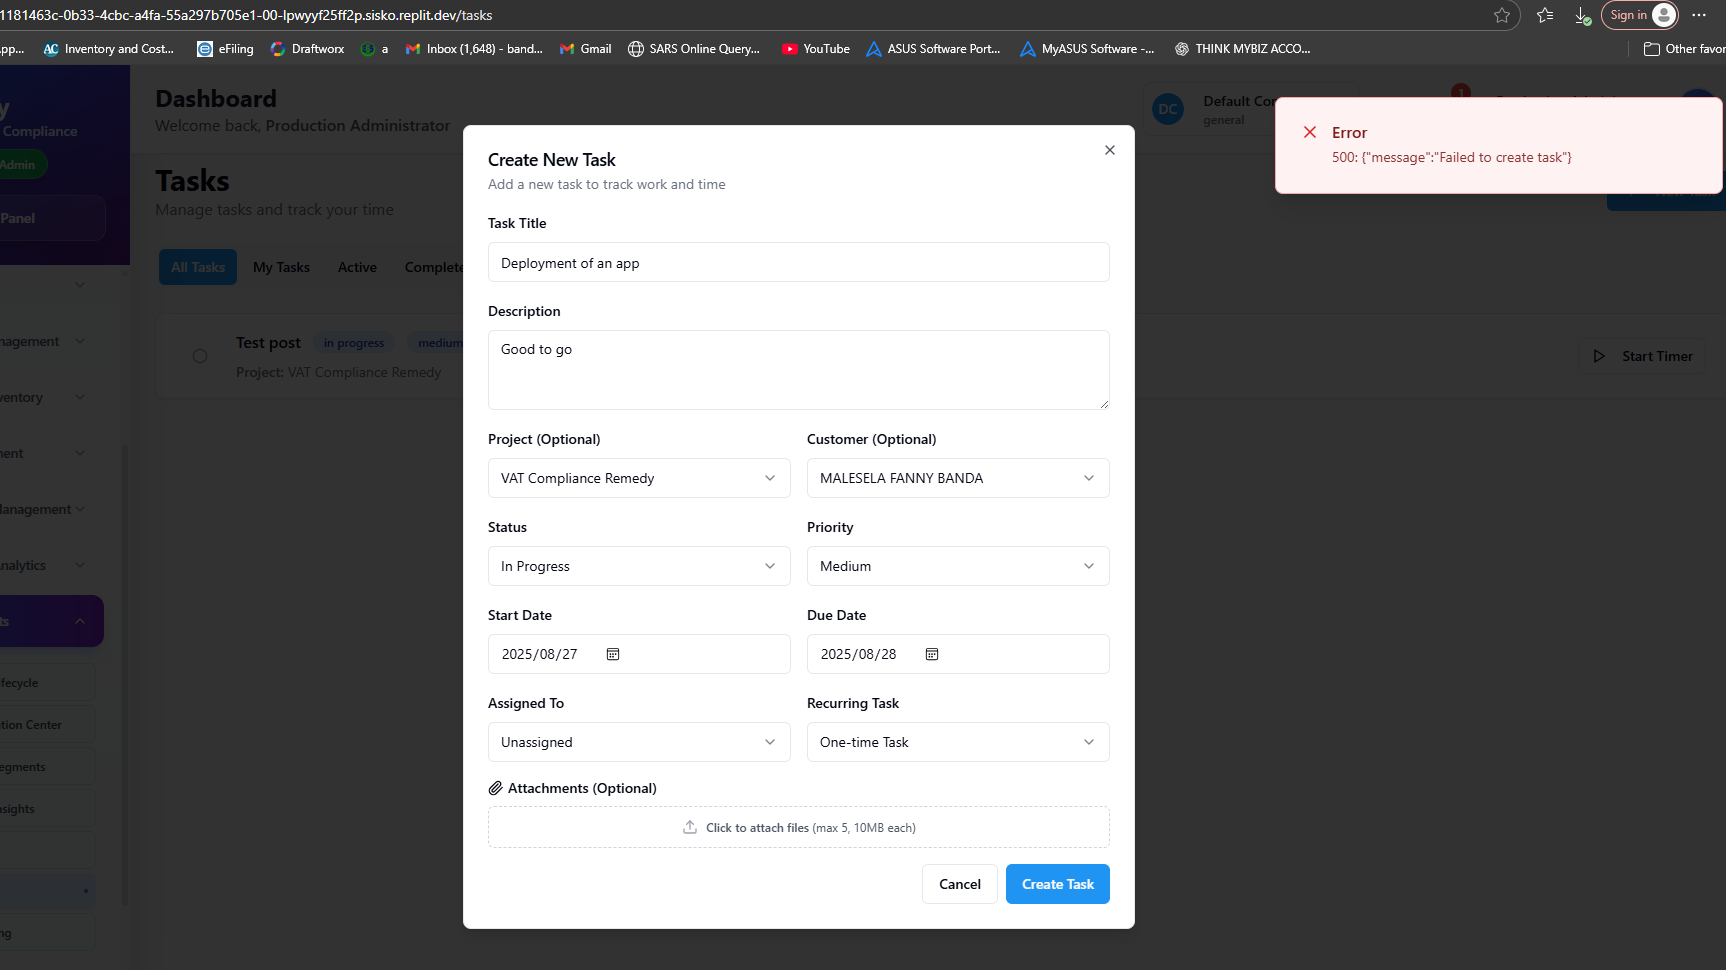 1181463c-0b33-4cbc-a4fa-55a297b705e1-00-lpwyyf25ff2p.sisko.replit.dev/tasks
Sign in
pp... Inventory and Cost... eFiling Draftworx a Inbox (1,648) - band... Gmail SARS Online Query... YouTube ASUS Software Port... MyASUS Software -... THINK MYBIZ ACCO... Other favor
y
Compliance
Admin
Panel
nagement
ventory
nent
Management
nalytics
ts
fecycle
tion Center
egments
nsights
ng
Dashboard
Welcome back, Production Administrator
DC
Default Co
general
1
Tasks
Manage tasks and track your time
All Tasks My Tasks Active Complete
Test post in progress medium
Project: VAT Compliance Remedy
Start Timer
Error
500: {"message":"Failed to create task"}
Create New Task
Add a new task to track work and time
Task Title
Deployment of an app
Description
Good to go
Project (Optional) Customer (Optional)
VAT Compliance Remedy MALESELA FANNY BANDA
Status Priority
In Progress Medium
Start Date Due Date
2025/08/27 2025/08/28
Assigned To Recurring Task
Unassigned One-time Task
Attachments (Optional)
Click to attach files (max 5, 10MB each)
Cancel Create Task